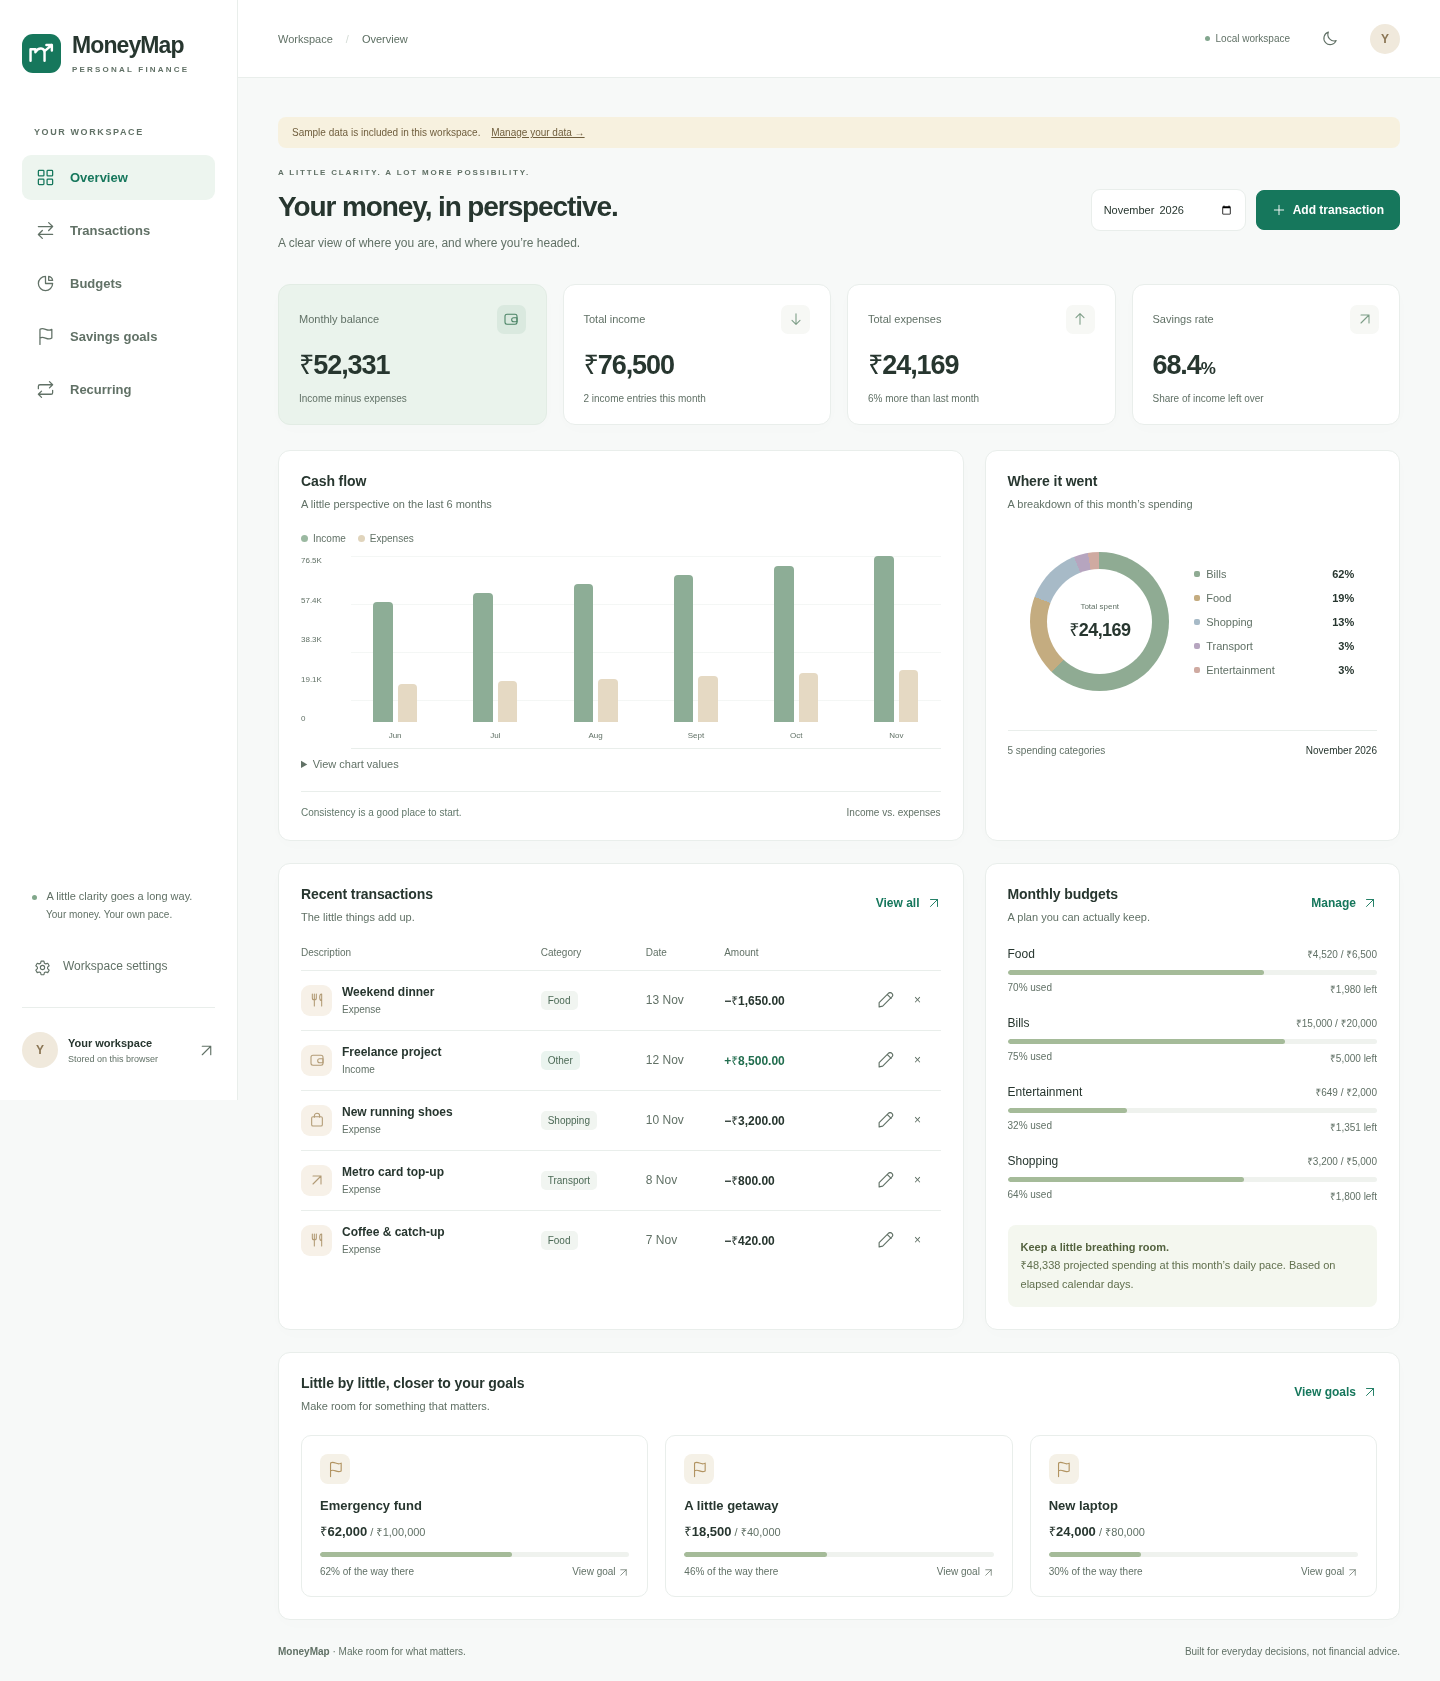 MoneyMap
PERSONAL FINANCE
YOUR WORKSPACE
Overview
Transactions
Budgets
Savings goals
Recurring
A little clarity goes a long way.
Your money. Your own pace.
Workspace settings
Y
Your workspace
Stored on this browser
Workspace / Overview
Local workspace
Y
Sample data is included in this workspace. Manage your data →
A LITTLE CLARITY. A LOT MORE POSSIBILITY.
Your money, in perspective.
A clear view of where you are, and where you’re headed.
November 2026
Add transaction
Monthly balance
₹52,331
Income minus expenses
Total income
₹76,500
2 income entries this month
Total expenses
₹24,169
6% more than last month
Savings rate
68.4%
Share of income left over
Cash flow
A little perspective on the last 6 months
Income Expenses
76.5K
57.4K
38.3K
19.1K
0
Jun Jul Aug Sept Oct Nov
View chart values
Consistency is a good place to start. Income vs. expenses
Where it went
A breakdown of this month’s spending
Total spent
₹24,169
Bills 62%
Food 19%
Shopping 13%
Transport 3%
Entertainment 3%
5 spending categories November 2026
Recent transactions
The little things add up.
View all
Description Category Date Amount
Weekend dinner
Expense
Food 13 Nov −₹1,650.00 ×
Freelance project
Income
Other 12 Nov +₹8,500.00 ×
New running shoes
Expense
Shopping 10 Nov −₹3,200.00 ×
Metro card top-up
Expense
Transport 8 Nov −₹800.00 ×
Coffee & catch-up
Expense
Food 7 Nov −₹420.00 ×
Monthly budgets
A plan you can actually keep.
Manage
Food ₹4,520 / ₹6,500
70% used ₹1,980 left
Bills ₹15,000 / ₹20,000
75% used ₹5,000 left
Entertainment ₹649 / ₹2,000
32% used ₹1,351 left
Shopping ₹3,200 / ₹5,000
64% used ₹1,800 left
Keep a little breathing room.
₹48,338 projected spending at this month’s daily pace. Based on
elapsed calendar days.
Little by little, closer to your goals
Make room for something that matters.
View goals
Emergency fund
₹62,000 / ₹1,00,000
62% of the way there View goal
A little getaway
₹18,500 / ₹40,000
46% of the way there View goal
New laptop
₹24,000 / ₹80,000
30% of the way there View goal
MoneyMap · Make room for what matters.
Built for everyday decisions, not financial advice.